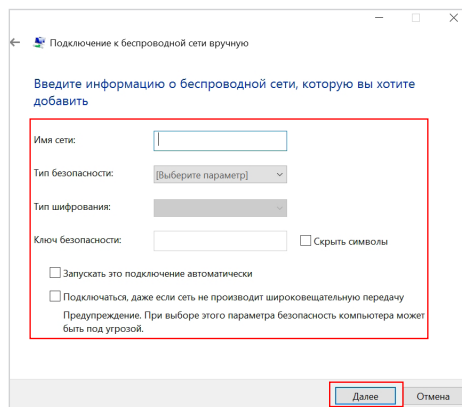 Подключение к беспроводной сети вручную
Введите информацию о беспроводной сети, которую вы хотите
добавить
Имя сети:
Тип безопасности: [Выберите параметр]
Тип шифрования:
Ключ безопасности: Скрыть символы
Запускать это подключение автоматически
Подключаться, даже если сеть не производит широковещательную передачу
Предупреждение. При выборе этого параметра безопасность компьютера может
быть под угрозой.
Далее Отмена